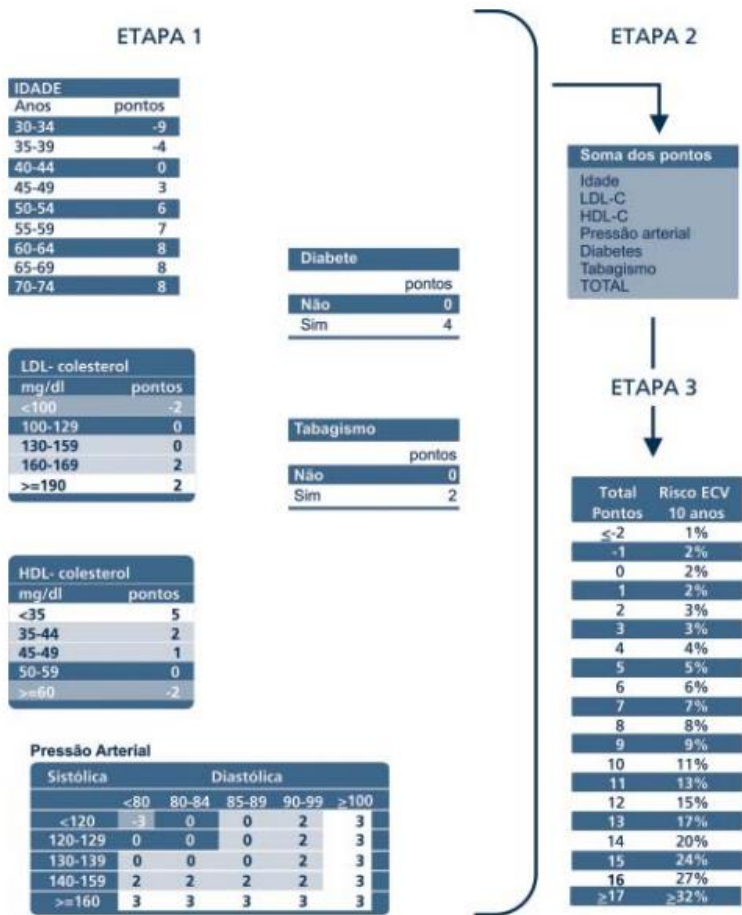 ETAPA 1
IDADE
Anos pontos
30-34 -9
35-39 -4
40-44 0
45-49 3
50-54 6
55-59 7
60-64 8
65-69 8
70-74 8
LDL- colesterol
mg/dl pontos
<100 -2
100-129 0
130-159 0
160-169 2
>=190 2
HDL- colesterol
mg/dl pontos
<35 5
35-44 2
45-49 1
50-59 0
>=60 -2
Diabete
pontos
Não 0
Sim 4
Tabagismo
pontos
Não 0
Sim 2
Pressão Arterial
Sistólica Diastólica
<80 80-84 85-89 90-99 ≥100
<120 -3 0 0 2 3
120-129 0 0 0 2 3
130-139 0 0 0 2 3
140-159 2 2 2 2 3
>=160 3 3 3 3 3
ETAPA 2
Soma dos pontos
Idade
LDL-C
HDL-C
Pressão arterial
Diabetes
Tabagismo
TOTAL
ETAPA 3
Total Risco ECV
Pontos 10 anos
≤-2 1%
-1 2%
0 2%
1 2%
2 3%
3 3%
4 4%
5 5%
6 6%
7 7%
8 8%
9 9%
10 11%
11 13%
12 15%
13 17%
14 20%
15 24%
16 27%
≥17 ≥32%